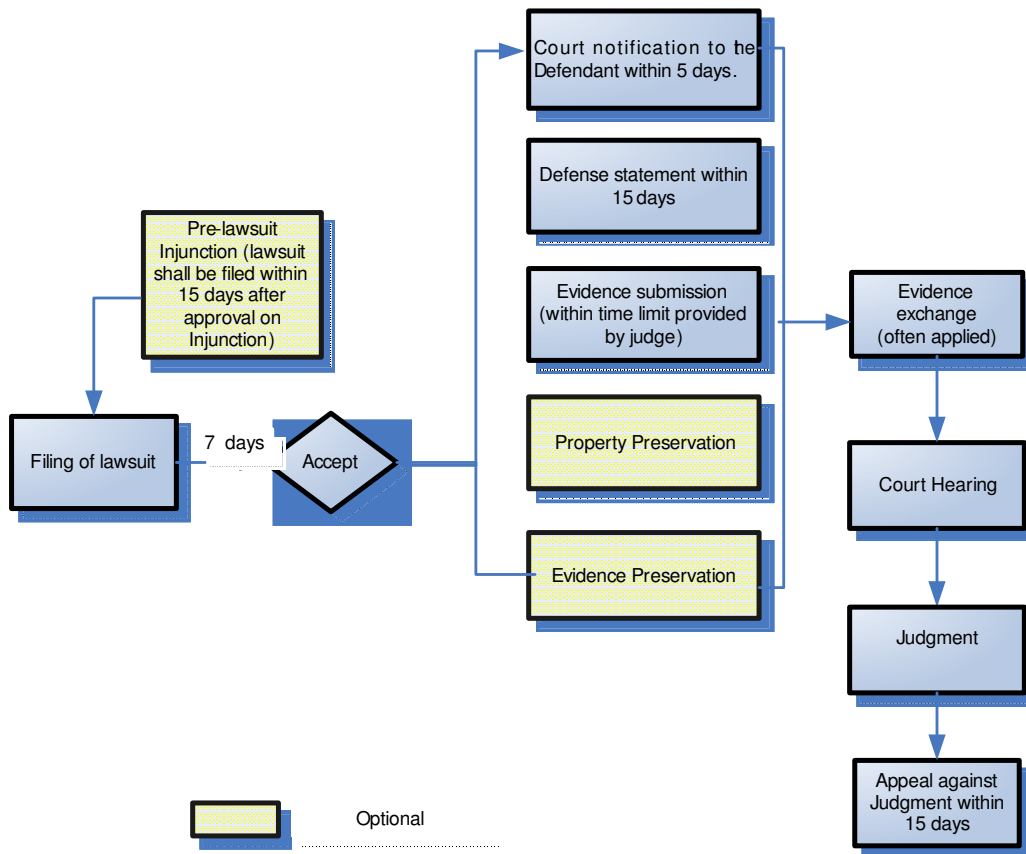 Court notification to the
Defendant within 5 days.
Defense statement within
15 days
Pre-lawsuit
Injunction (lawsuit
shall be filed within
15 days after
approval on
Injunction)
Evidence submission
(within time limit provided
by judge)
Evidence
exchange
(often applied)
Filing of lawsuit
7 days
Accept
Property Preservation
Court Hearing
Evidence Preservation
Judgment
Appeal against
Judgment within
15 days
Optional